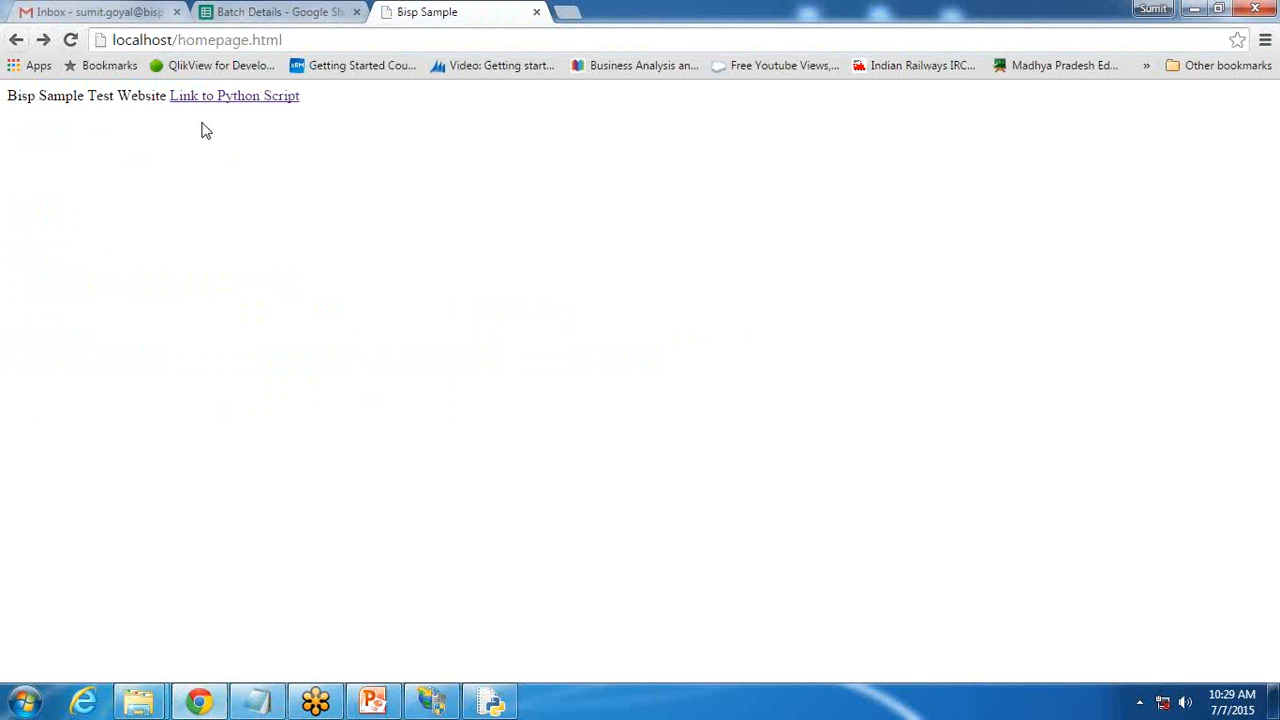 Inbox - sumit.goyal@bisp
Batch Details - Google Sh
Bisp Sample
Sumit
localhost/homepage.html
Apps
Bookmarks
QlikView for Develo...
XRM
Getting Started Cou...
Video: Getting start...
Business Analysis an...
Free Youtube Views,...
Indian Railways IRC...
Madhya Pradesh Ed...
»
Other bookmarks
Bisp Sample Test Website Link to Python Script
10:29 AM
7/7/2015